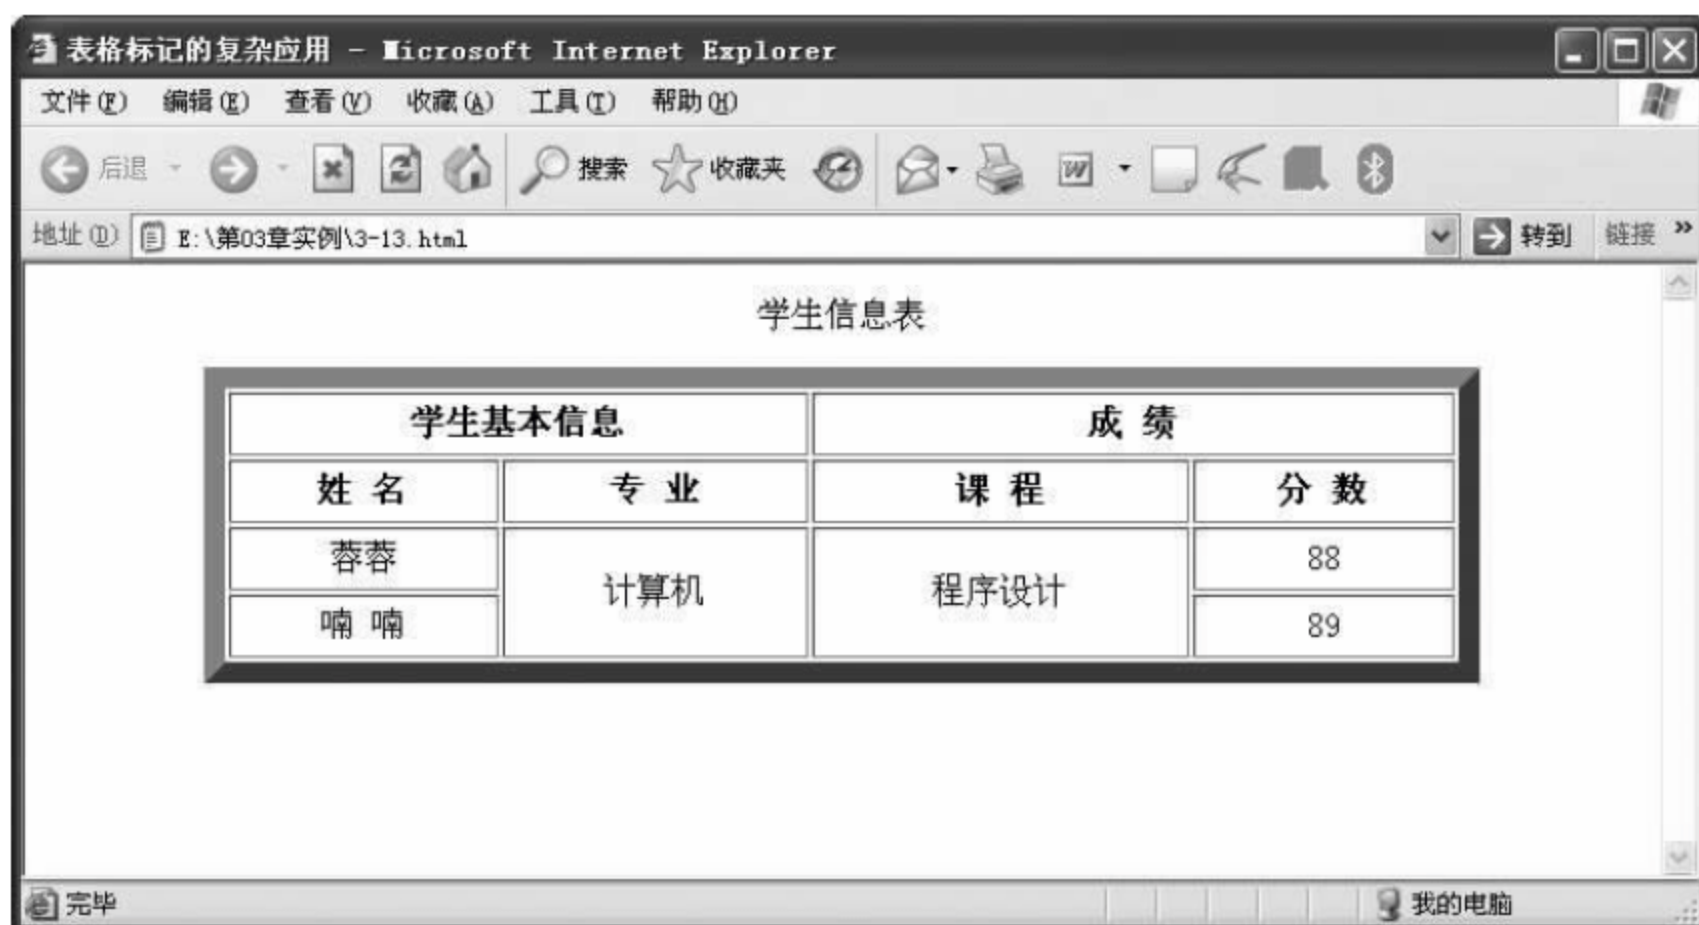 表格标记的复杂应用 - Microsoft Internet Explorer
文件(F) 编辑(E) 查看(V) 收藏(A) 工具(T) 帮助(H)
后退 搜索 收藏夹 W
地址(D) E:\第03章实例\3-13.html 转到 链接 »
学生信息表
学生基本信息 成 绩
姓 名 专 业 课 程 分 数
蓉蓉 计算机 程序设计 88
喃 喃 89
完毕 我的电脑